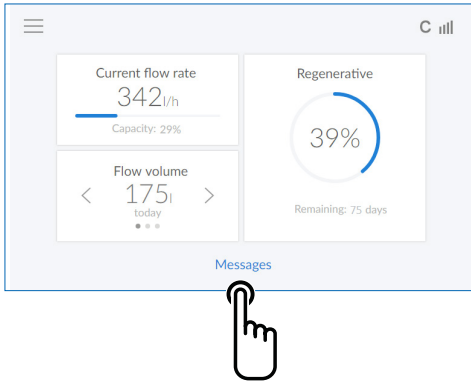 C
Current flow rate
342l/h
Capacity: 29%
Flow volume
175l
today
Regenerative
39%
Remaining: 75 days
Messages